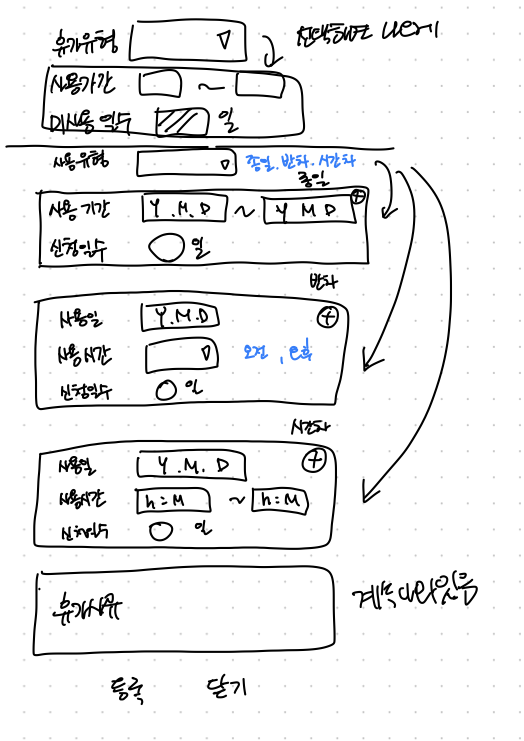 휴가유형 ▽ 선택하면 나오게
사용기간 ~
미사용 일수 일
사용유형 ▽ 종일. 반차. 시간차
종일
사용 기간 Y.M.D ~ Y M D +
신청일수 일
반차
사용일 Y.M.D +
사용시간 ▽ 오전, 오후
신청일수 일
시간차
사용일 Y.M.D +
사용시간 h:M ~ h:M
신청일수 일
휴가사유 계속 나와있음
등록 닫기